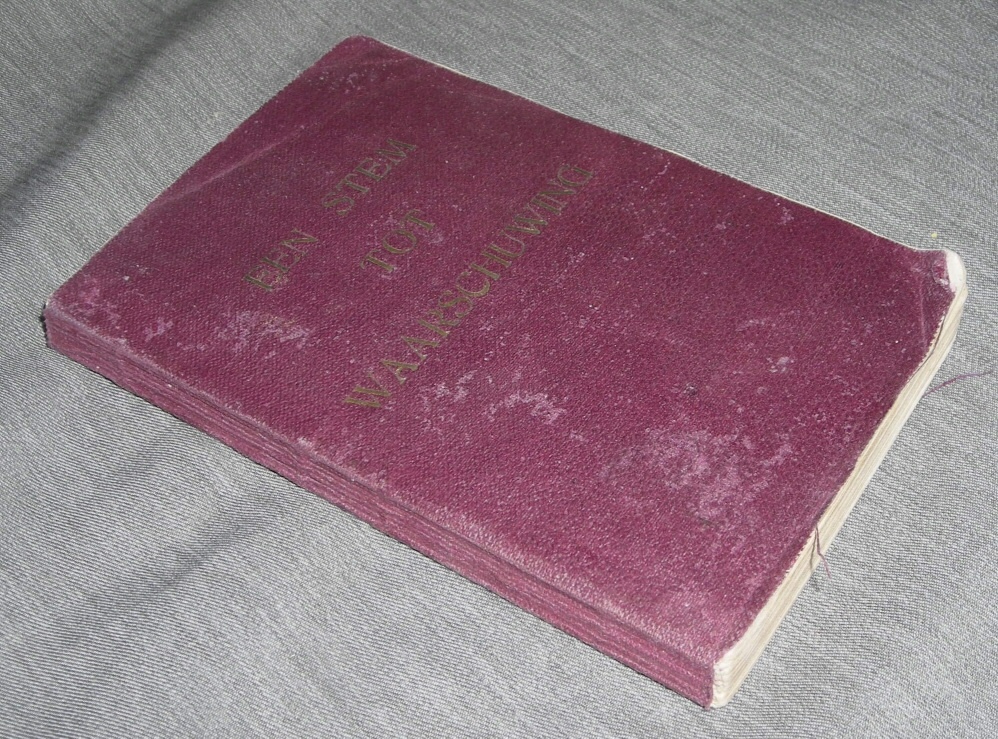 EEN STEM
TOT
WAARSCHUWING